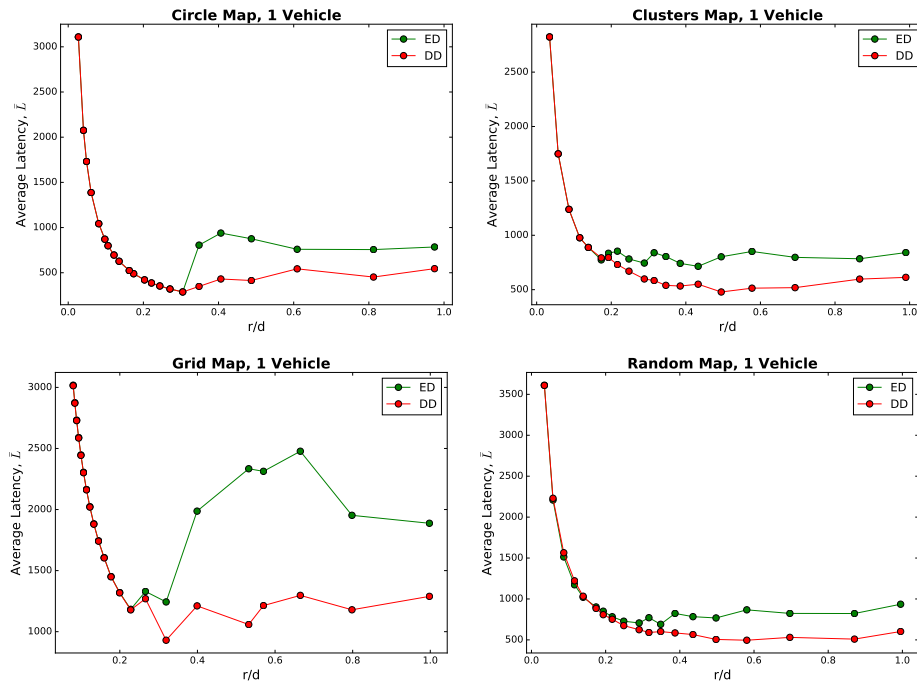 Circle Map, 1 Vehicle
Average Latency, L̄
3000
2500
2000
1500
1000
500
0.0 0.2 0.4 0.6 0.8 1.0
r/d
ED
DD
Clusters Map, 1 Vehicle
Average Latency, L̄
2500
2000
1500
1000
500
0.0 0.2 0.4 0.6 0.8 1.0
r/d
ED
DD
Grid Map, 1 Vehicle
Average Latency, L̄
3000
2500
2000
1500
1000
0.2 0.4 0.6 0.8 1.0
r/d
ED
DD
Random Map, 1 Vehicle
Average Latency, L̄
3500
3000
2500
2000
1500
1000
500
0.0 0.2 0.4 0.6 0.8 1.0
r/d
ED
DD